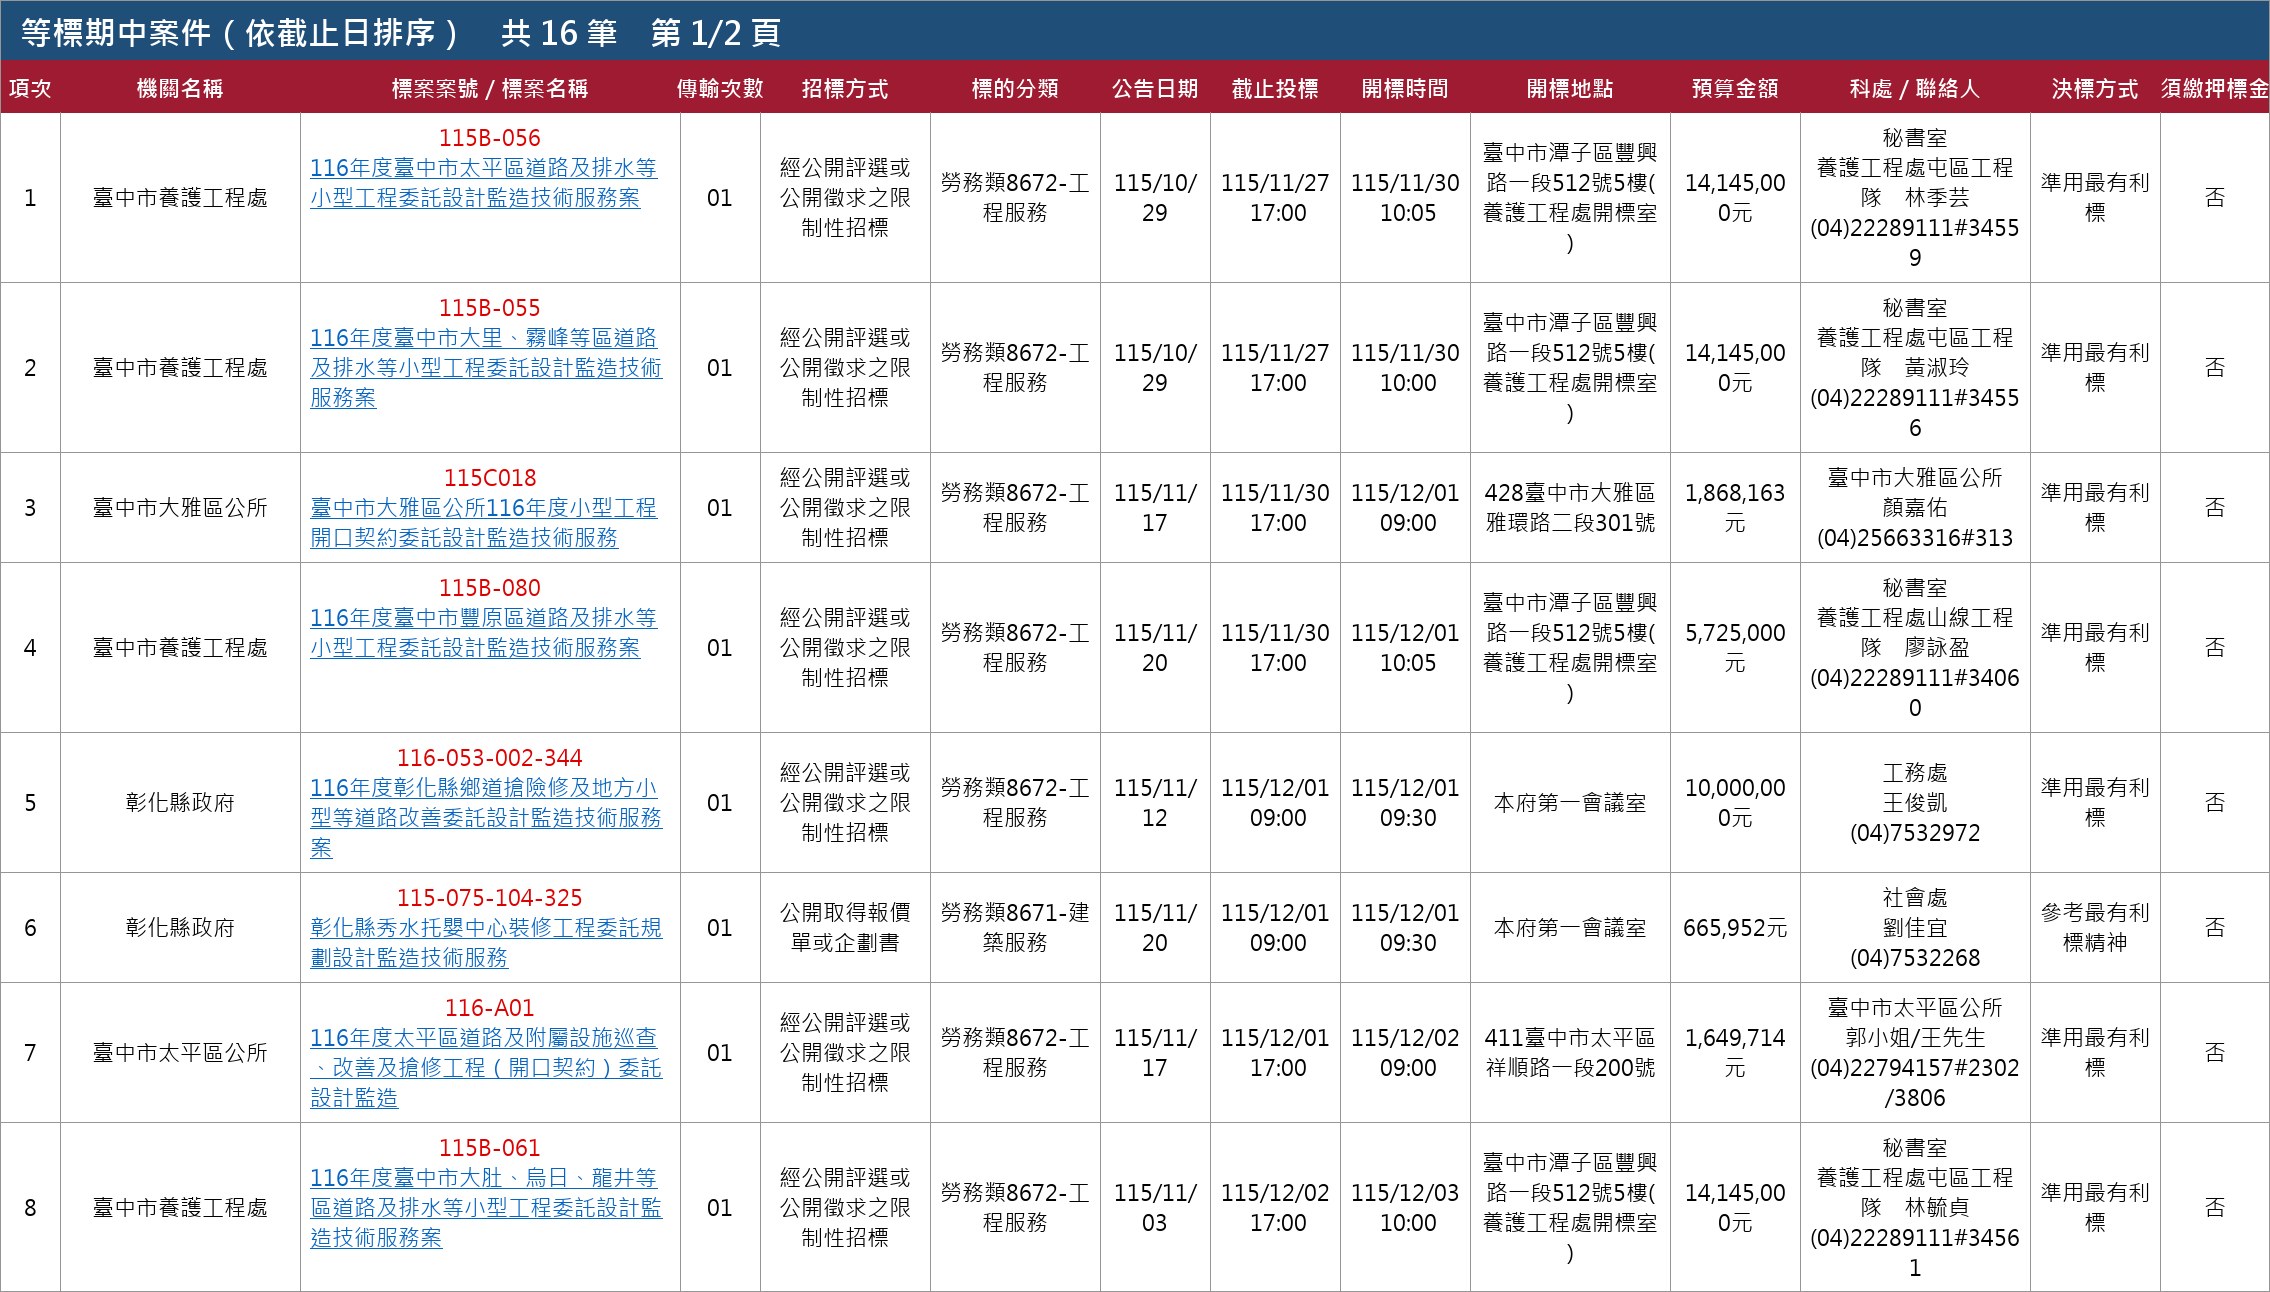 等標期中案件（依截止日排序）　共 16 筆　第 1/2 頁
項次 機關名稱 標案案號 / 標案名稱 傳輸次數 招標方式 標的分類 公告日期 截止投標 開標時間 開標地點 預算金額 科處 / 聯絡人 決標方式 須繳押標金
1
臺中市養護工程處
115B-056
116年度臺中市太平區道路及排水等
小型工程委託設計監造技術服務案
01
經公開評選或
公開徵求之限
制性招標
勞務類8672-工
程服務
115/10/
29
115/11/27
17:00
115/11/30
10:05
臺中市潭子區豐興
路一段512號5樓(
養護工程處開標室
)
14,145,00
0元
秘書室
養護工程處屯區工程
隊　林季芸
(04)22289111#3455
9
準用最有利
標
否
2
臺中市養護工程處
115B-055
116年度臺中市大里、霧峰等區道路
及排水等小型工程委託設計監造技術
服務案
01
經公開評選或
公開徵求之限
制性招標
勞務類8672-工
程服務
115/10/
29
115/11/27
17:00
115/11/30
10:00
臺中市潭子區豐興
路一段512號5樓(
養護工程處開標室
)
14,145,00
0元
秘書室
養護工程處屯區工程
隊　黃淑玲
(04)22289111#3455
6
準用最有利
標
否
3
臺中市大雅區公所
115C018
臺中市大雅區公所116年度小型工程
開口契約委託設計監造技術服務
01
經公開評選或
公開徵求之限
制性招標
勞務類8672-工
程服務
115/11/
17
115/11/30
17:00
115/12/01
09:00
428臺中市大雅區
雅環路二段301號
1,868,163
元
臺中市大雅區公所
顏嘉佑
(04)25663316#313
準用最有利
標
否
4
臺中市養護工程處
115B-080
116年度臺中市豐原區道路及排水等
小型工程委託設計監造技術服務案
01
經公開評選或
公開徵求之限
制性招標
勞務類8672-工
程服務
115/11/
20
115/11/30
17:00
115/12/01
10:05
臺中市潭子區豐興
路一段512號5樓(
養護工程處開標室
)
5,725,000
元
秘書室
養護工程處山線工程
隊　廖詠盈
(04)22289111#3406
0
準用最有利
標
否
5
彰化縣政府
116-053-002-344
116年度彰化縣鄉道搶險修及地方小
型等道路改善委託設計監造技術服務
案
01
經公開評選或
公開徵求之限
制性招標
勞務類8672-工
程服務
115/11/
12
115/12/01
09:00
115/12/01
09:30
本府第一會議室
10,000,00
0元
工務處
王俊凱
(04)7532972
準用最有利
標
否
6
彰化縣政府
115-075-104-325
彰化縣秀水托嬰中心裝修工程委託規
劃設計監造技術服務
01
公開取得報價
單或企劃書
勞務類8671-建
築服務
115/11/
20
115/12/01
09:00
115/12/01
09:30
本府第一會議室
665,952元
社會處
劉佳宜
(04)7532268
參考最有利
標精神
否
7
臺中市太平區公所
116-A01
116年度太平區道路及附屬設施巡查
、改善及搶修工程（開口契約）委託
設計監造
01
經公開評選或
公開徵求之限
制性招標
勞務類8672-工
程服務
115/11/
17
115/12/01
17:00
115/12/02
09:00
411臺中市太平區
祥順路一段200號
1,649,714
元
臺中市太平區公所
郭小姐/王先生
(04)22794157#2302
/3806
準用最有利
標
否
8
臺中市養護工程處
115B-061
116年度臺中市大肚、烏日、龍井等
區道路及排水等小型工程委託設計監
造技術服務案
01
經公開評選或
公開徵求之限
制性招標
勞務類8672-工
程服務
115/11/
03
115/12/02
17:00
115/12/03
10:00
臺中市潭子區豐興
路一段512號5樓(
養護工程處開標室
)
14,145,00
0元
秘書室
養護工程處屯區工程
隊　林毓貞
(04)22289111#3456
1
準用最有利
標
否